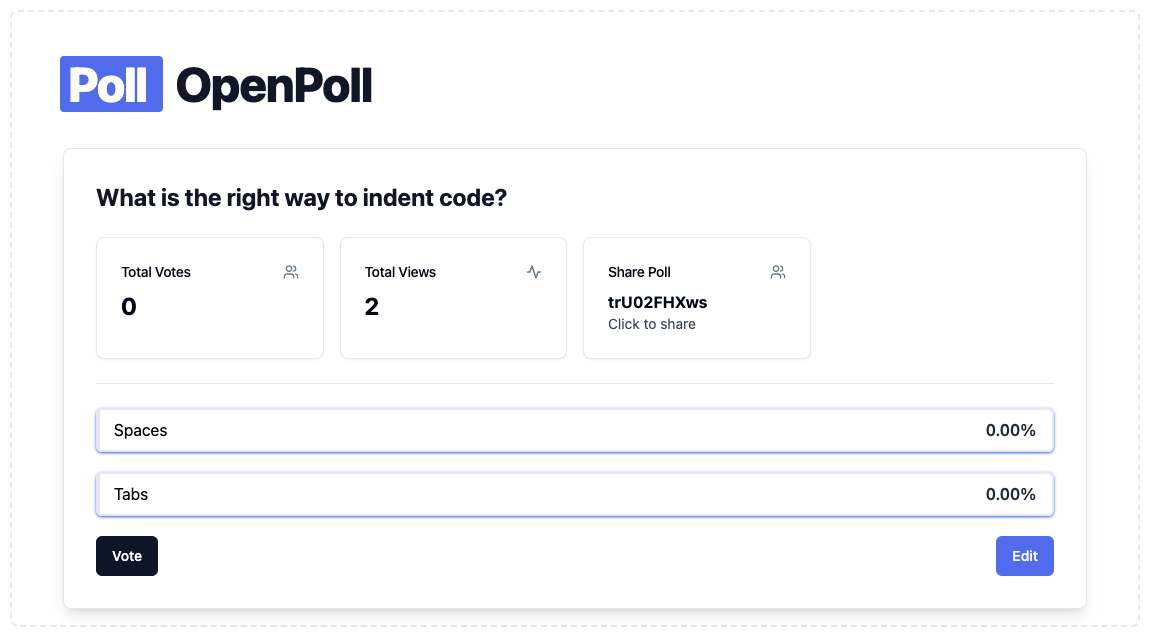 Poll OpenPoll
What is the right way to indent code?
Total Votes
0
Total Views
2
Share Poll
trU02FHXws
Click to share
Spaces 0.00%
Tabs 0.00%
Vote Edit